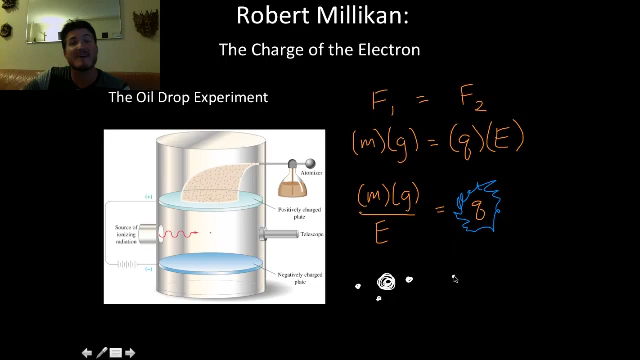 Robert Millikan:
The Charge of the Electron
The Oil Drop Experiment
F₁ = F₂
(m)(g) = (q)(E)
(m)(g) / E = q
Atomizer
(+)
Positively charged
plate
Source of
ionizing
radiation
Telescope
(−)
Negatively charged
plate